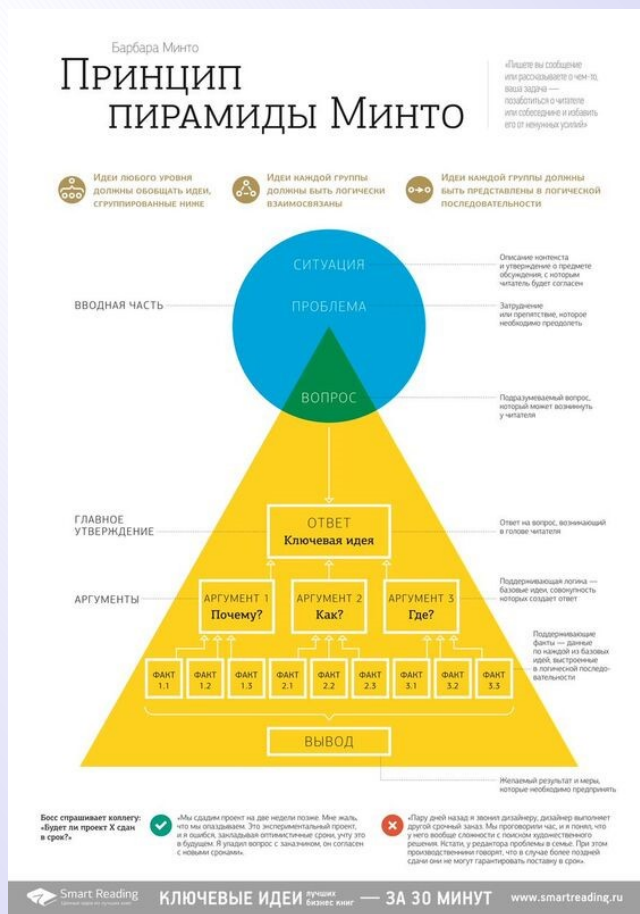 Барбара Минто
Принцип
пирамиды Минто
«Пишете вы сообщение
или рассказываете о чем-то,
ваша задача —
позаботиться о читателе
или собеседнике и избавить
его от ненужных усилий»
Идеи любого уровня
должны обобщать идеи,
сгруппированные ниже
Идеи каждой группы
должны быть логически
взаимосвязаны
Идеи каждой группы должны
быть представлены в логической
последовательности
СИТУАЦИЯ
Описание контекста
и утверждение о предмете
обсуждения, с которым
читатель будет согласен
ВВОДНАЯ ЧАСТЬ
ПРОБЛЕМА
Затруднение
или препятствие, которое
необходимо преодолеть
ВОПРОС
Подразумеваемый вопрос,
который может возникнуть
у читателя
ГЛАВНОЕ
УТВЕРЖДЕНИЕ
ОТВЕТ
Ключевая идея
Ответ на вопрос, возникающий
в голове читателя
АРГУМЕНТЫ
АРГУМЕНТ 1
Почему?
АРГУМЕНТ 2
Как?
АРГУМЕНТ 3
Где?
Поддерживающая логика —
базовые идеи, совокупность
которых создает ответ
ФАКТ
1.1
ФАКТ
1.2
ФАКТ
1.3
ФАКТ
2.1
ФАКТ
2.2
ФАКТ
2.3
ФАКТ
3.1
ФАКТ
3.2
ФАКТ
3.3
Поддерживающие
факты — данные
по каждой из базовых
идей, выстроенные
в логической последо-
вательности
ВЫВОД
Желаемый результат и меры,
которые необходимо предпринять
Босс спрашивает коллегу:
«Будет ли проект X сдан
в срок?»
«Мы сдадим проект на две недели позже. Мне жаль,
что мы опаздываем. Это экспериментальный проект,
и я ошибся, закладывая оптимистичные сроки, учту это
в будущем. Я уладил вопрос с заказчиком, он согласен
с новыми сроками».
«Пару дней назад я звонил дизайнеру, дизайнер выполняет
другой срочный заказ. Мы проговорили час, и я понял, что
у него вообще сложности с поиском художественного
решения. Кстати, у редактора проблемы в семье. При этом
производственники говорят, что в случае более поздней
сдачи они не могут гарантировать поставку в срок».
Smart Reading
КЛЮЧЕВЫЕ ИДЕИ лучших бизнес книг — ЗА 30 МИНУТ
www.smartreading.ru